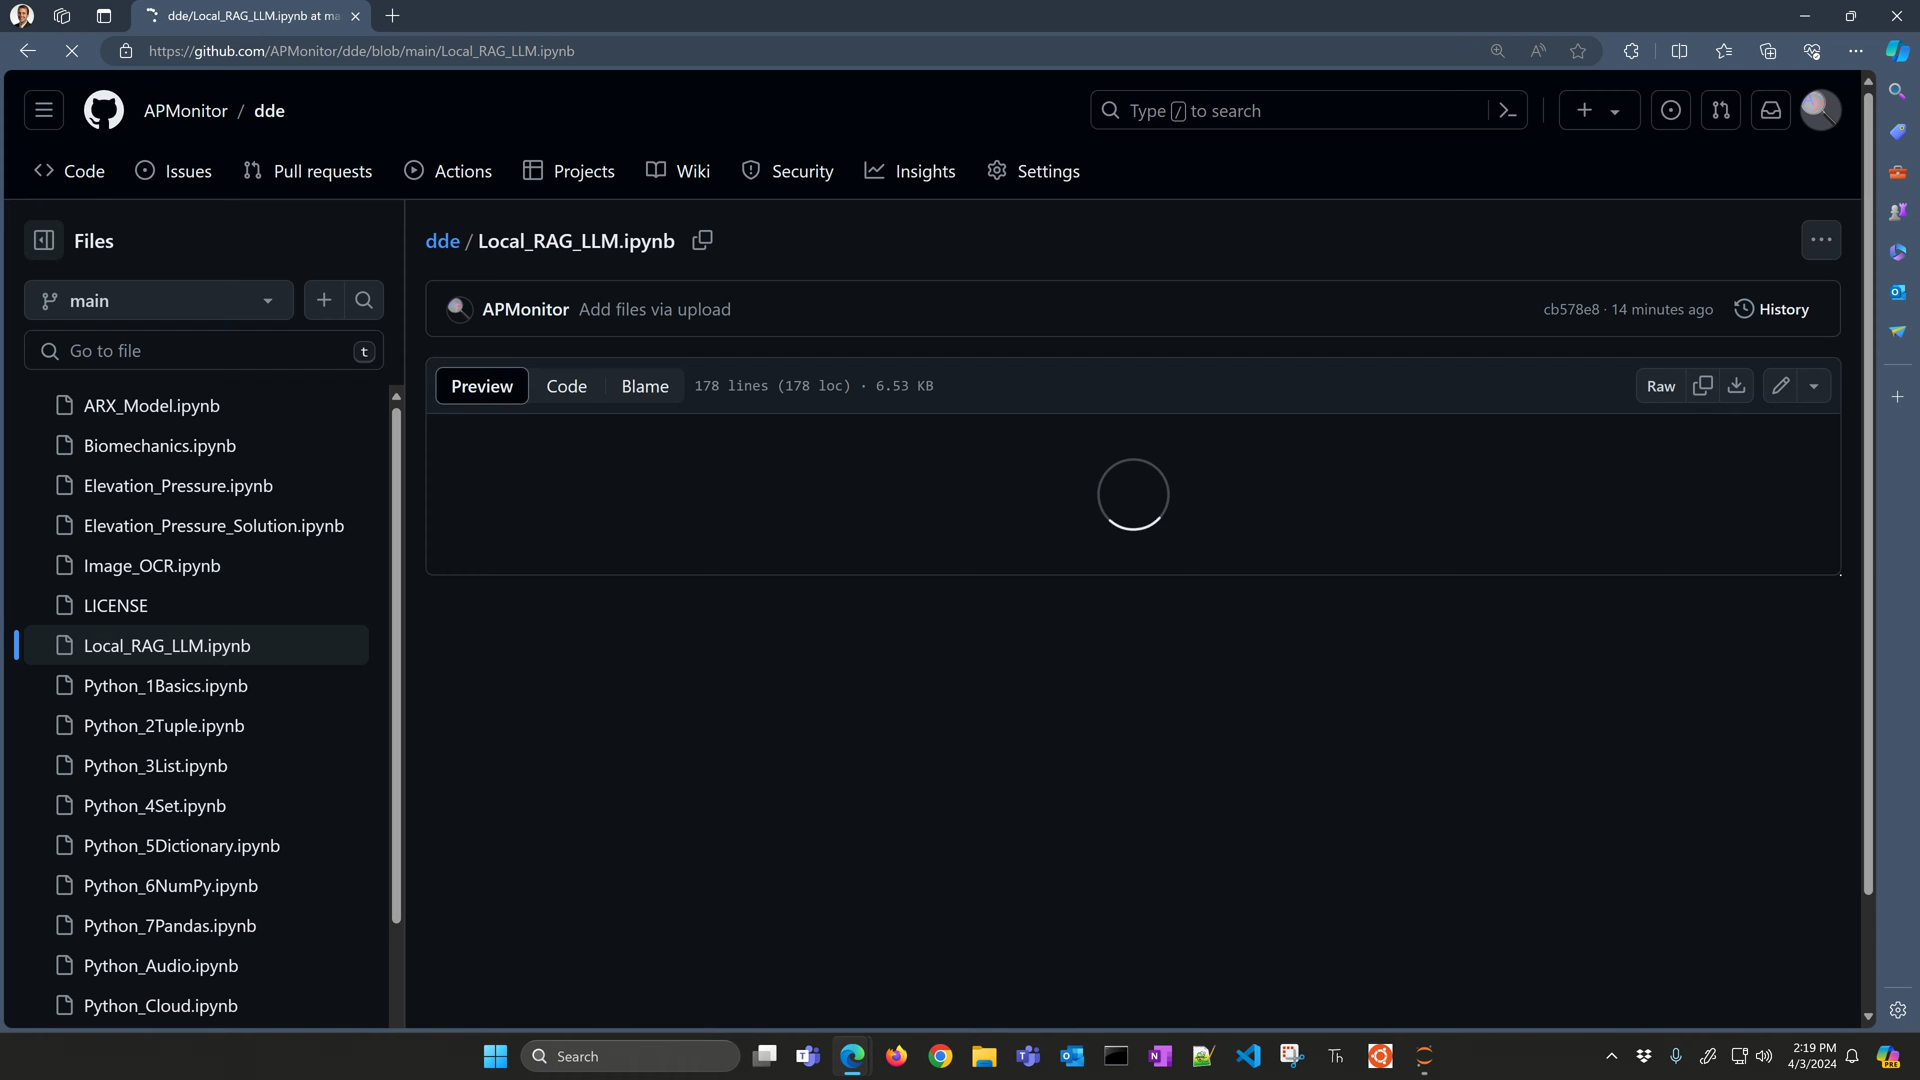 dde/Local_RAG_LLM.ipynb at ma
https://github.com/APMonitor/dde/blob/main/Local_RAG_LLM.ipynb
APMonitor / dde
Type / to search
Code Issues Pull requests Actions Projects Wiki Security Insights Settings
Files
main
Go to file
t
ARX_Model.ipynb
Biomechanics.ipynb
Elevation_Pressure.ipynb
Elevation_Pressure_Solution.ipynb
Image_OCR.ipynb
LICENSE
Local_RAG_LLM.ipynb
Python_1Basics.ipynb
Python_2Tuple.ipynb
Python_3List.ipynb
Python_4Set.ipynb
Python_5Dictionary.ipynb
Python_6NumPy.ipynb
Python_7Pandas.ipynb
Python_Audio.ipynb
Python_Cloud.ipynb
dde / Local_RAG_LLM.ipynb
APMonitor Add files via upload
cb578e8 · 14 minutes ago
History
Preview Code Blame 178 lines (178 loc) · 6.53 KB
Raw
Search
Th
2:19 PM
4/3/2024
PRE